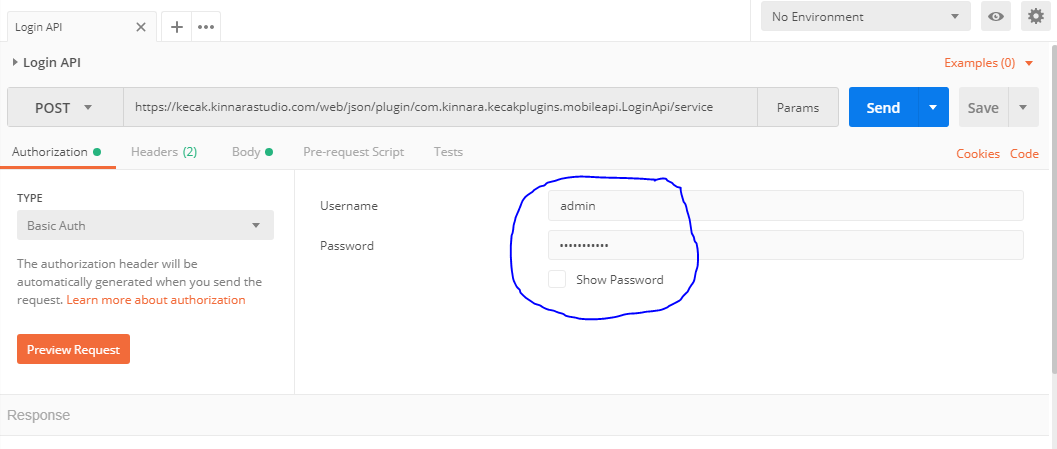 Login API
No Environment
Login API
Examples (0)
POST
https://kecak.kinnarastudio.com/web/json/plugin/com.kinnara.kecakplugins.mobileapi.LoginApi/service
Params
Send
Save
Authorization
Headers (2)
Body
Pre-request Script
Tests
Cookies
Code
TYPE
Basic Auth
The authorization header will be
automatically generated when you send the
request. Learn more about authorization
Preview Request
Username
admin
Password
•••••••••••
Show Password
Response